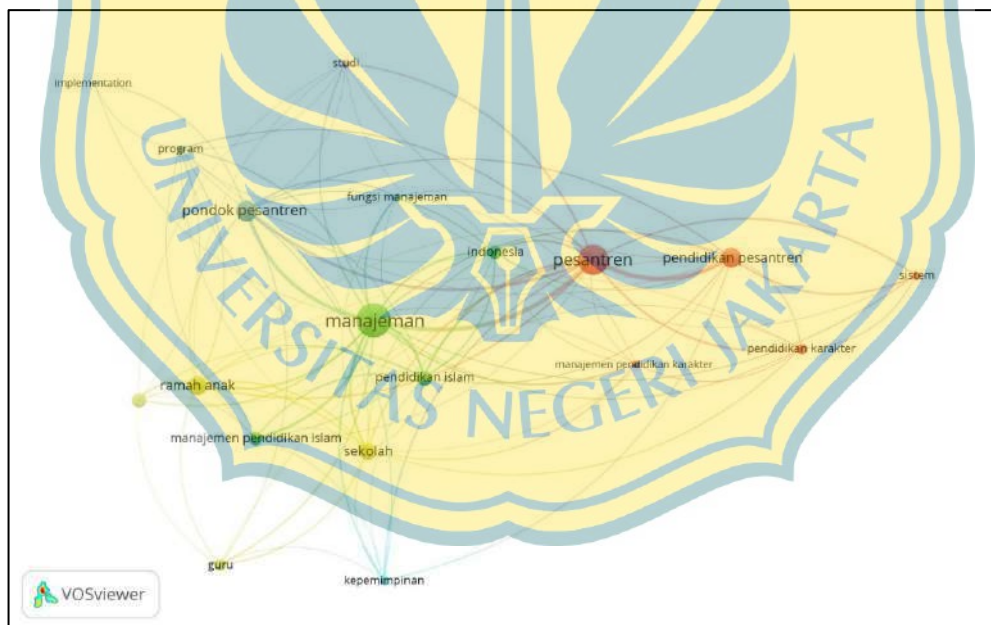 studi
implementation
program
fungsi manajeman
pondok pesantren
indonesia
pesantren
pendidikan pesantren
sistem
manajeman
pendidikan karakter
manajemen pendidikan karakter
pendidikan islam
ramah anak
manajemen pendidikan islam
sekolah
guru
kepemimpinan
VOSviewer
UNIVERSITAS NEGERI JAKARTA